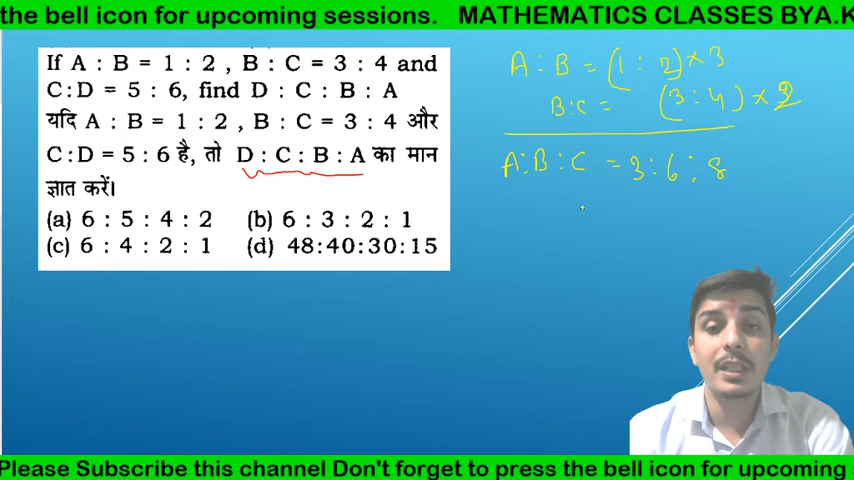 the bell icon for upcoming sessions. MATHEMATICS CLASSES BYA.K
If A : B = 1 : 2 , B : C = 3 : 4 and
C:D = 5 : 6, find D : C : B : A
यदि A : B = 1 : 2 , B : C = 3 : 4 और
C:D = 5 : 6 है, तो D : C : B : A का मान
ज्ञात करें।
(a) 6 : 5 : 4 : 2 (b) 6 : 3 : 2 : 1
(c) 6 : 4 : 2 : 1 (d) 48:40:30:15
A : B = (1 : 2) × 3
B:C = (3 : 4) × 2
A:B:C = 3:6:8
Please Subscribe this channel Don't forget to press the bell icon for upcoming s